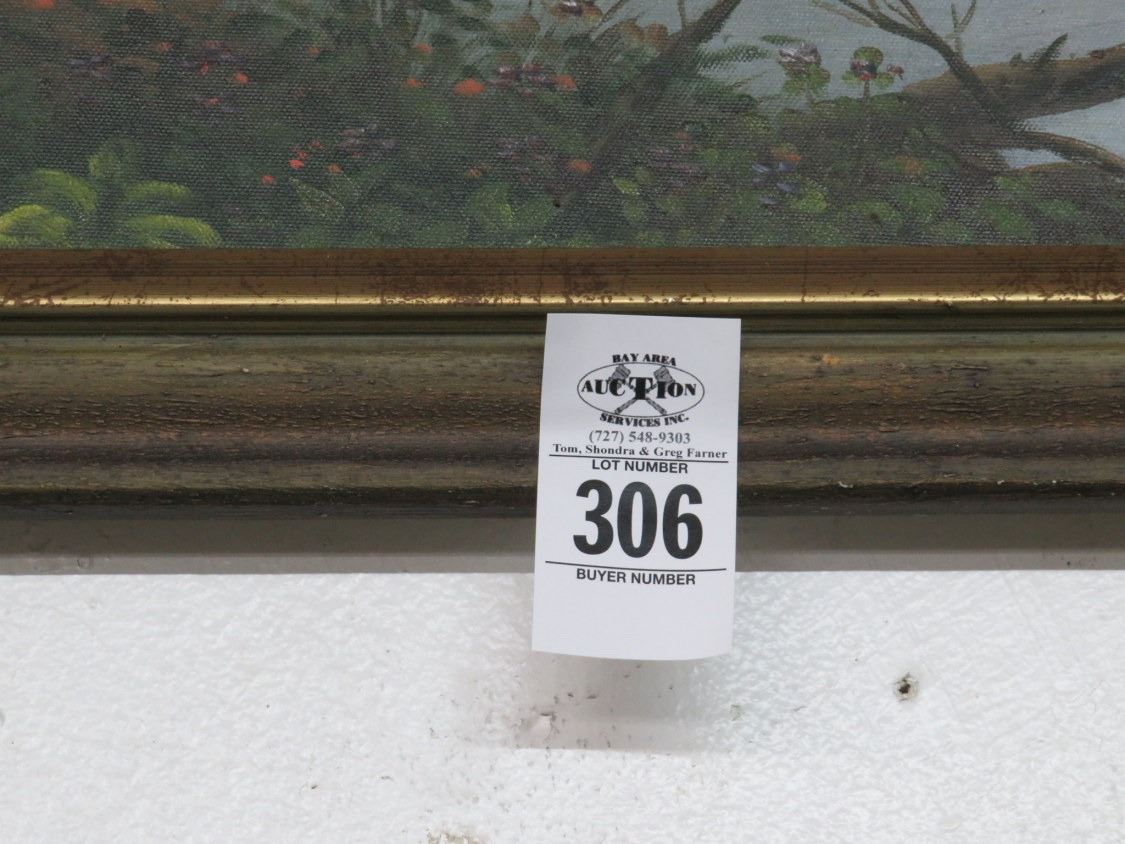 BAY AREA
AUCTION
SERVICES INC.
(727) 548-9303
Tom, Shondra & Greg Farner
LOT NUMBER
306
BUYER NUMBER